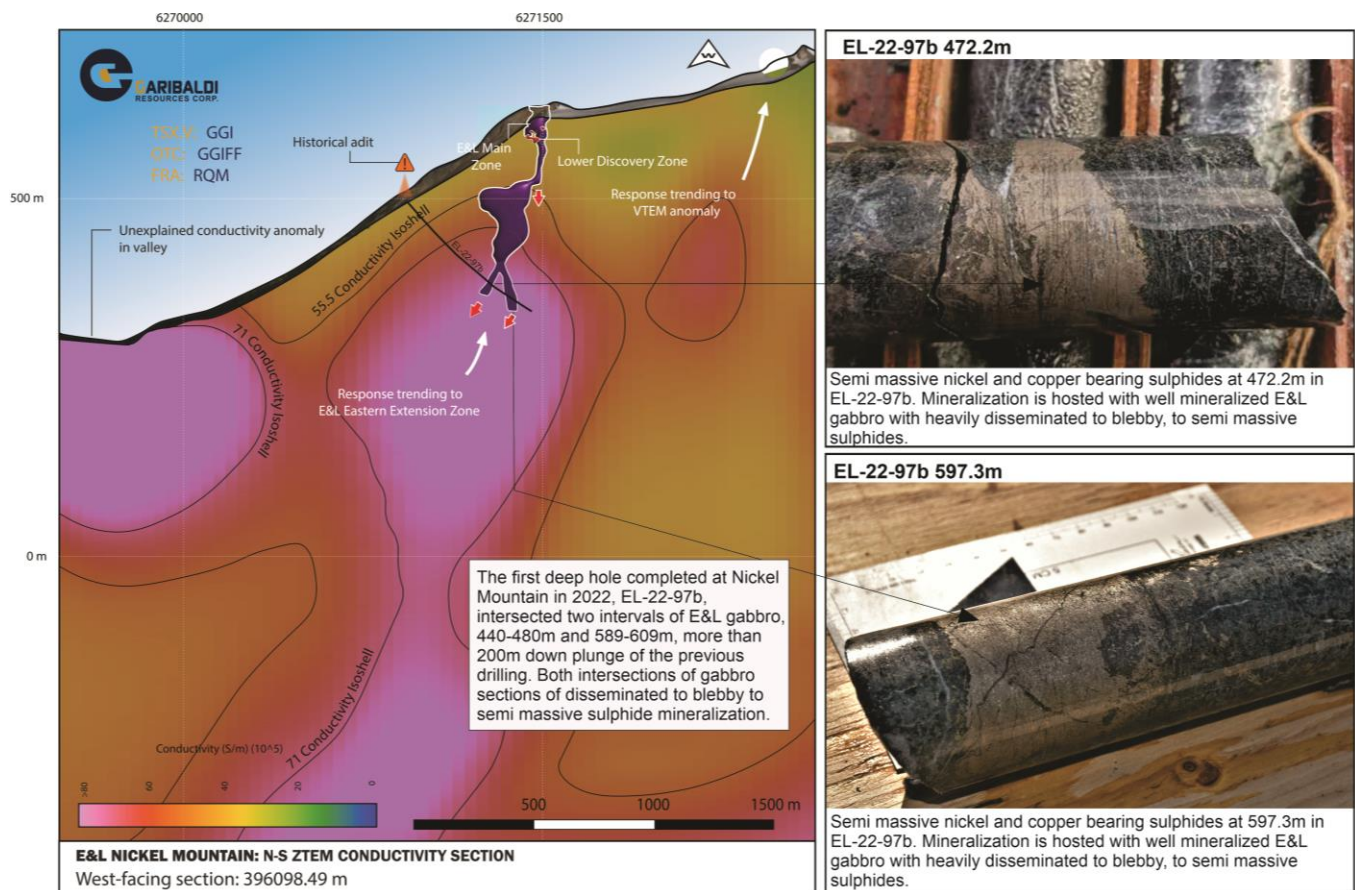 6270000
6271500
GARIBALDI
RESOURCES CORP.
TSX.V: GGI
OTC: GGIFF
FRA: RQM
Historical adit
E&L Main
Zone
Lower Discovery Zone
Response trending to
VTEM anomaly
500 m
Unexplained conductivity anomaly
in valley
55.5 Conductivity Isoshell
EL-22-97b
71 Conductivity Isoshell
Response trending to
E&L Eastern Extension Zone
0 m
The first deep hole completed at Nickel
Mountain in 2022, EL-22-97b,
intersected two intervals of E&L gabbro,
440-480m and 589-609m, more than
200m down plunge of the previous
drilling. Both intersections of gabbro
sections of disseminated to blebby to
semi massive sulphide mineralization.
71 Conductivity Isoshell
Conductivity (S/m) (10^5)
>80 60 40 20 0
500 1000 1500 m
E&L NICKEL MOUNTAIN: N-S ZTEM CONDUCTIVITY SECTION
West-facing section: 396098.49 m
EL-22-97b 472.2m
Semi massive nickel and copper bearing sulphides at 472.2m in
EL-22-97b. Mineralization is hosted with well mineralized E&L
gabbro with heavily disseminated to blebby, to semi massive
sulphides.
EL-22-97b 597.3m
Semi massive nickel and copper bearing sulphides at 597.3m in
EL-22-97b. Mineralization is hosted with well mineralized E&L
gabbro with heavily disseminated to blebby, to semi massive
sulphides.